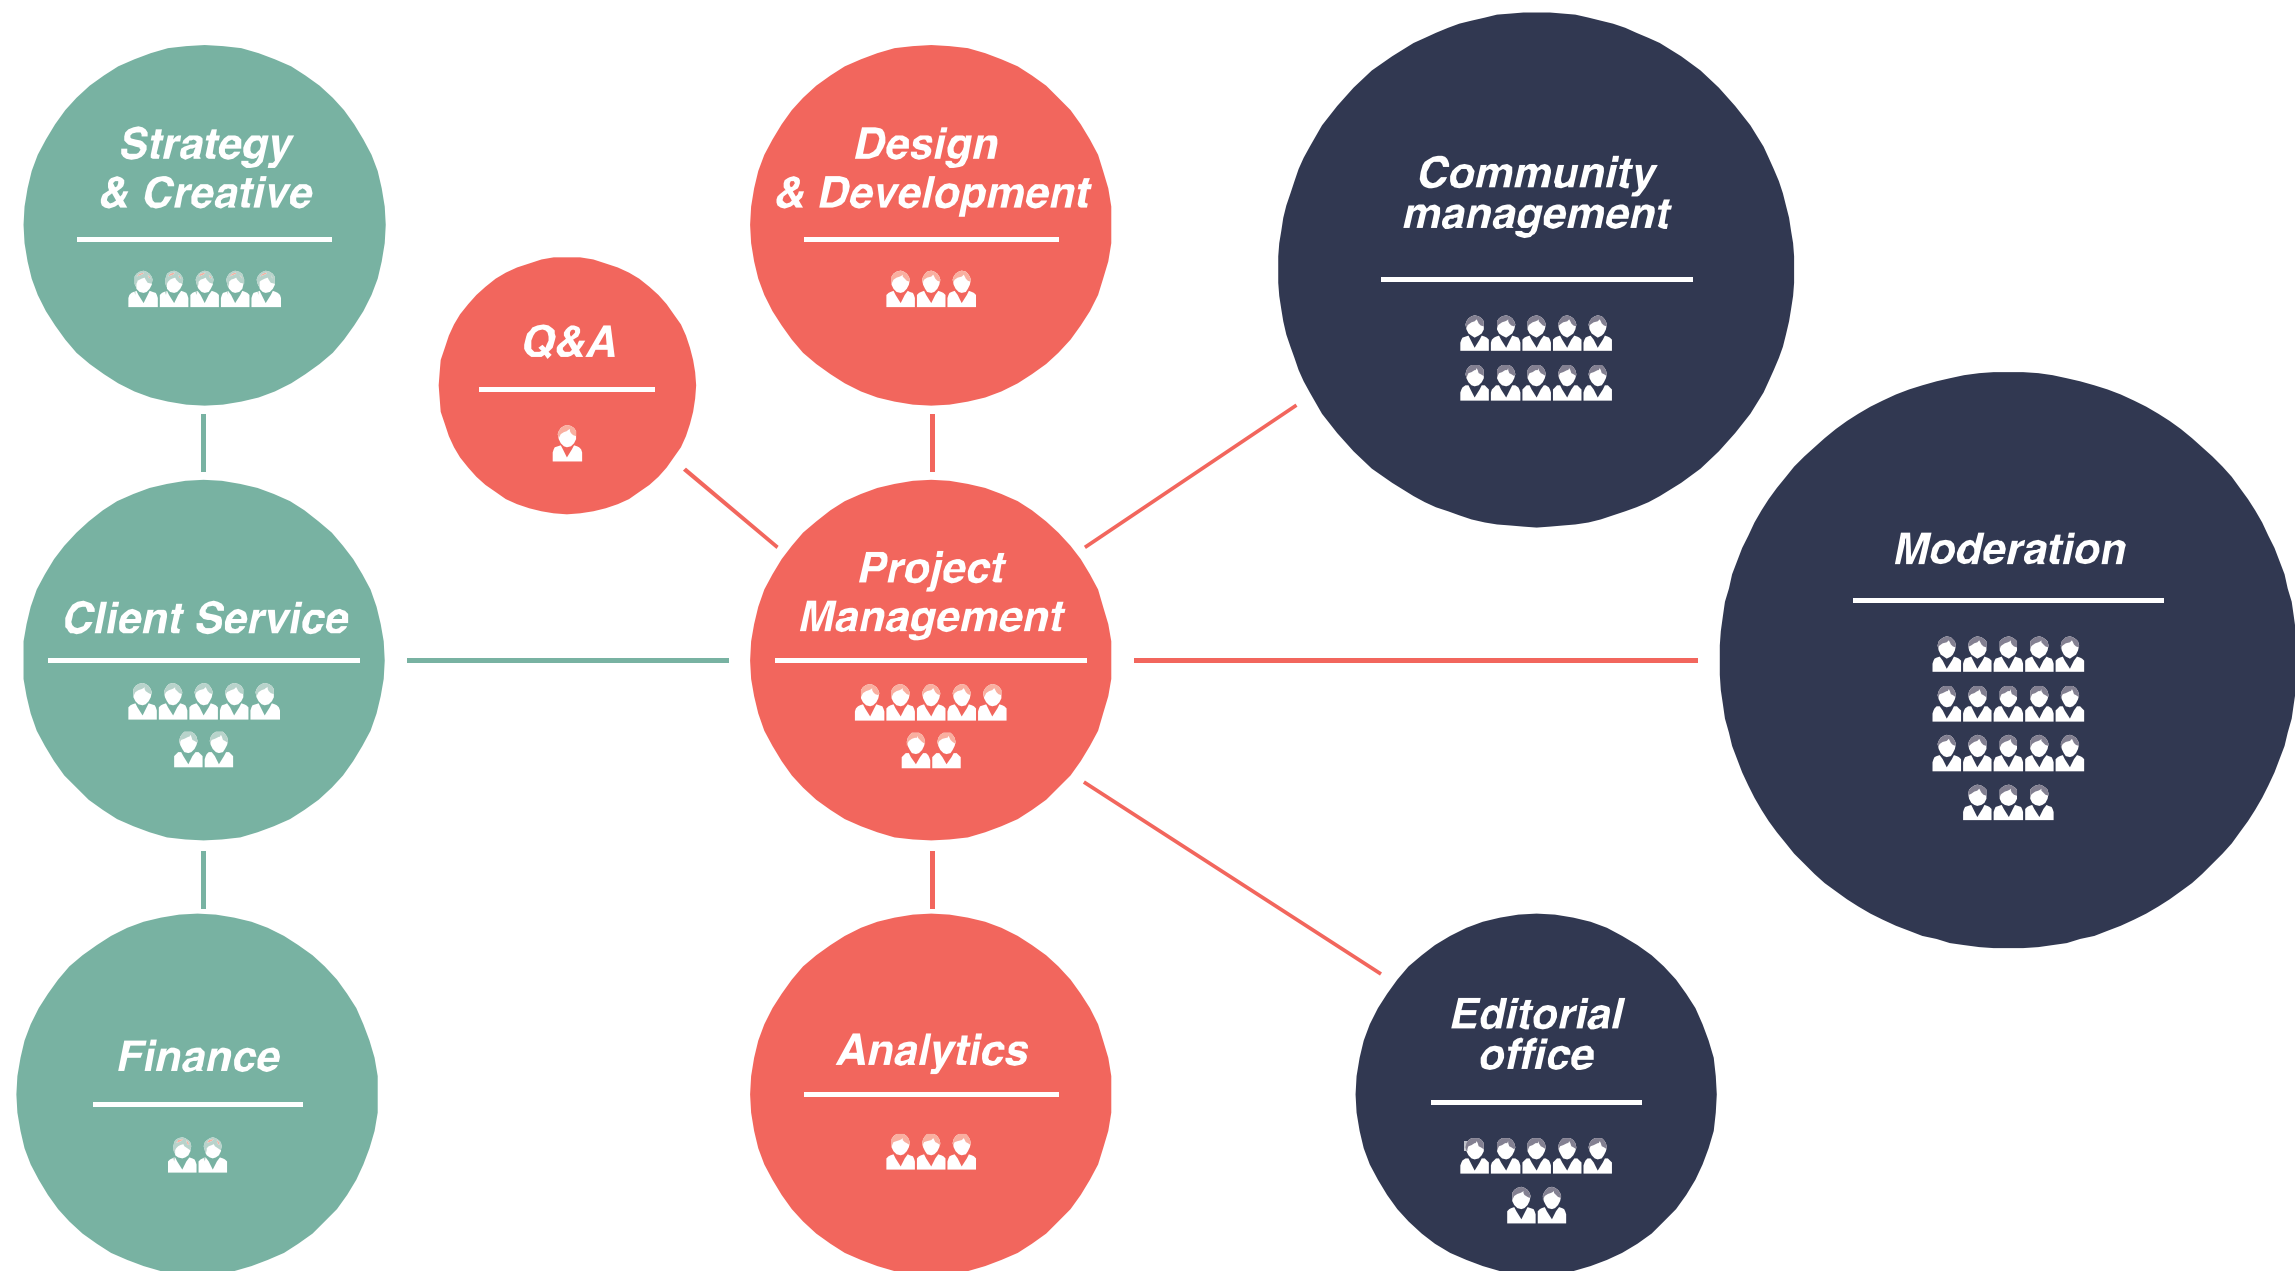 Strategy
& Creative
Design
& Development
Community
management
Q&A
Moderation
Project
Management
Client Service
Editorial
office
Finance
Analytics